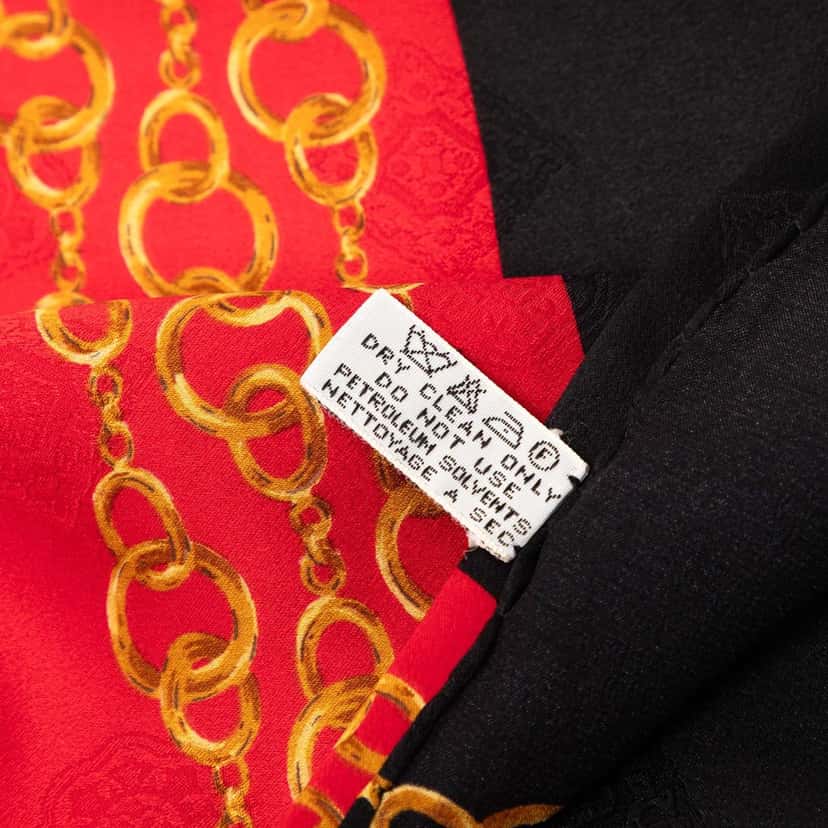 Ⓕ
DRY CLEAN ONLY
DO NOT USE
PETROLEUM SOLVENTS
NETTOYAGE A SEC